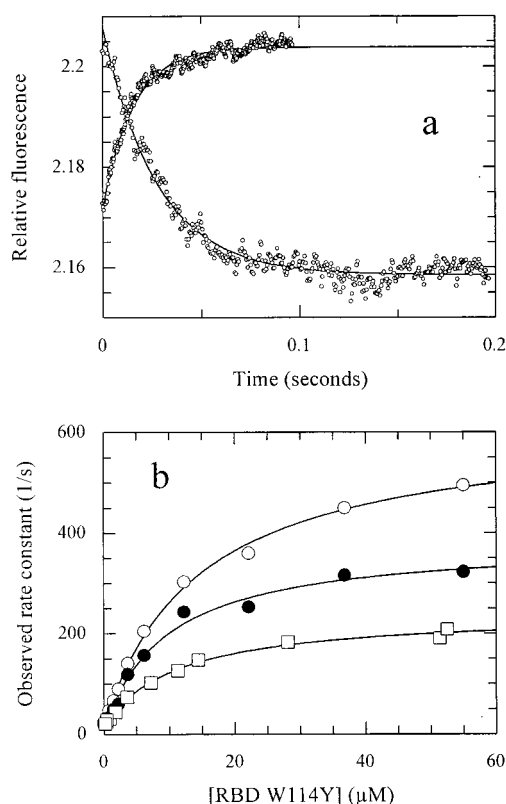 2.2
2.18
2.16
Relative fluorescence
a
0
0.1
0.2
Time (seconds)
600
400
200
0
Observed rate constant (1/s)
b
0
20
40
60
[RBD W114Y] (μM)